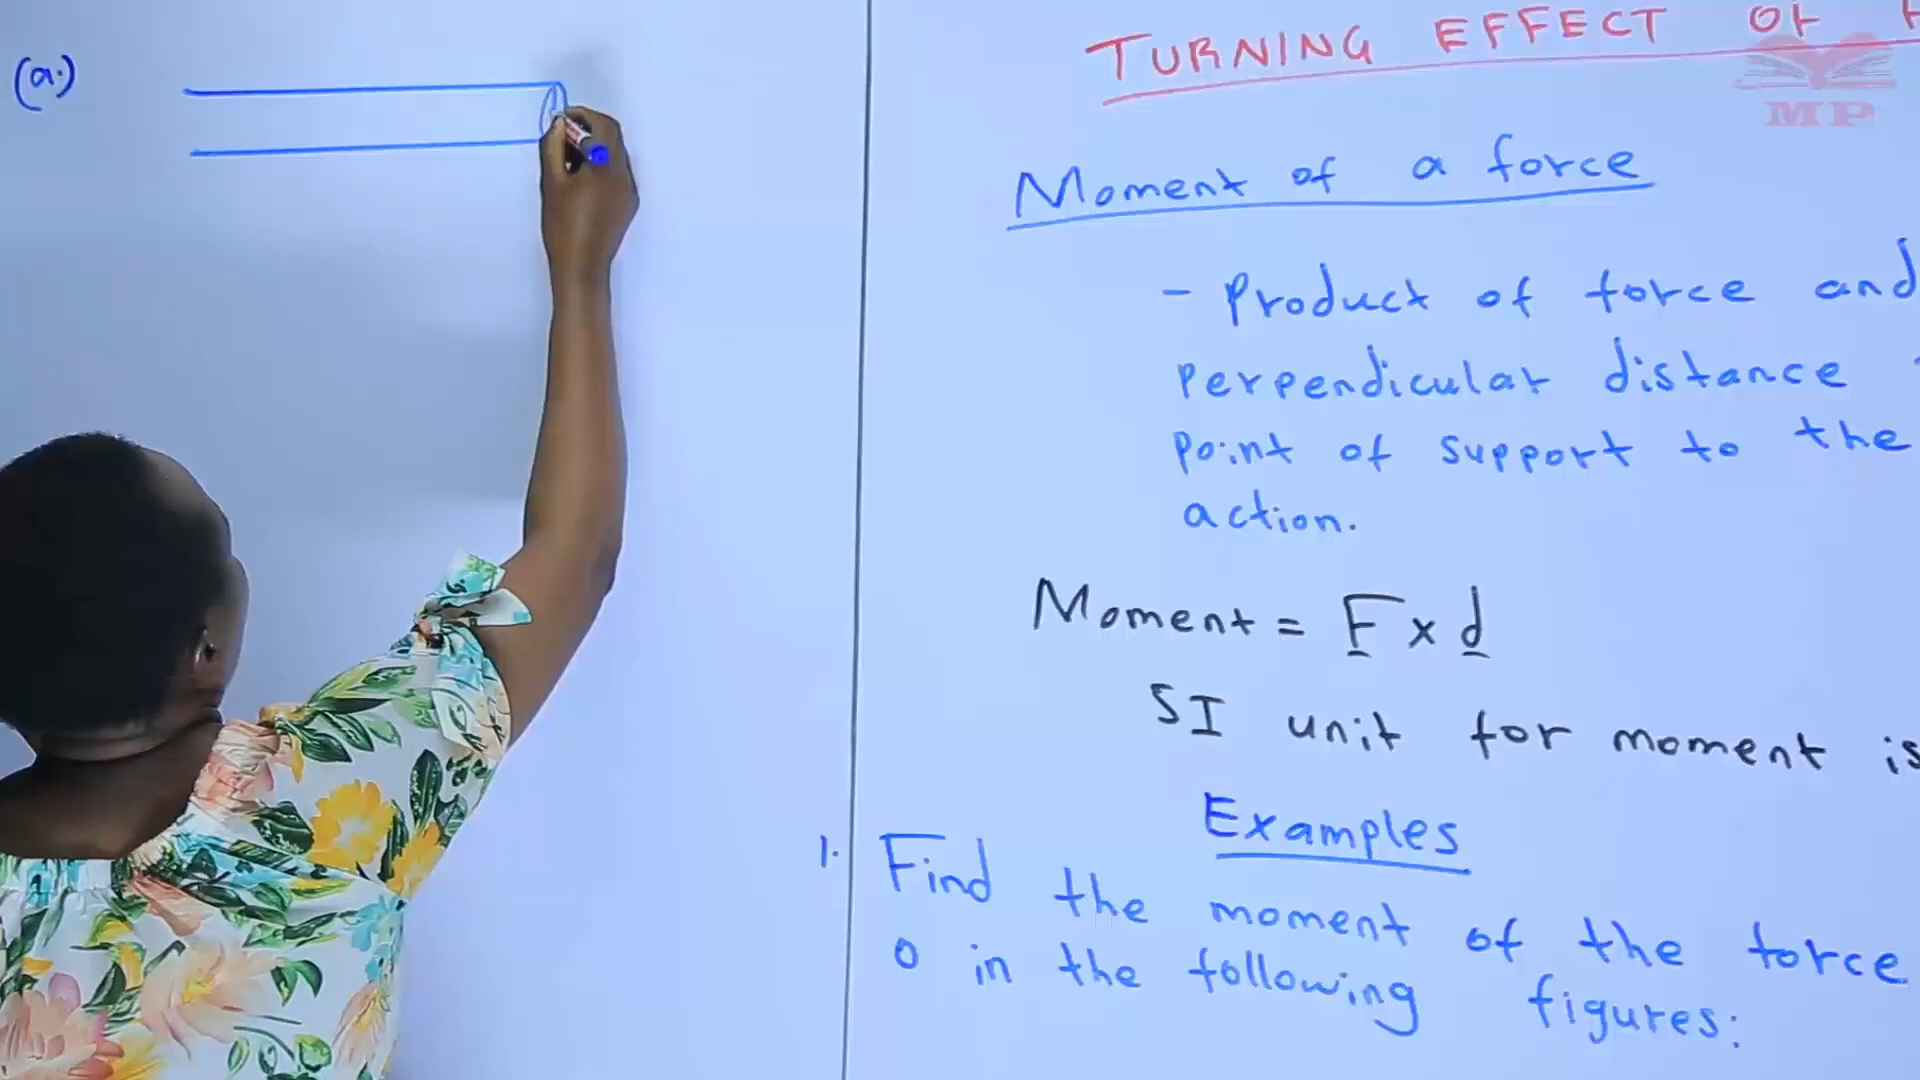 (a.)
TURNING EFFECT OF
MP
Moment of a force
- Product of force and
perpendicular distance
point of support to the
action.
Moment = F x d
SI unit for moment is
Examples
1. Find the moment of the force
O in the following figures: